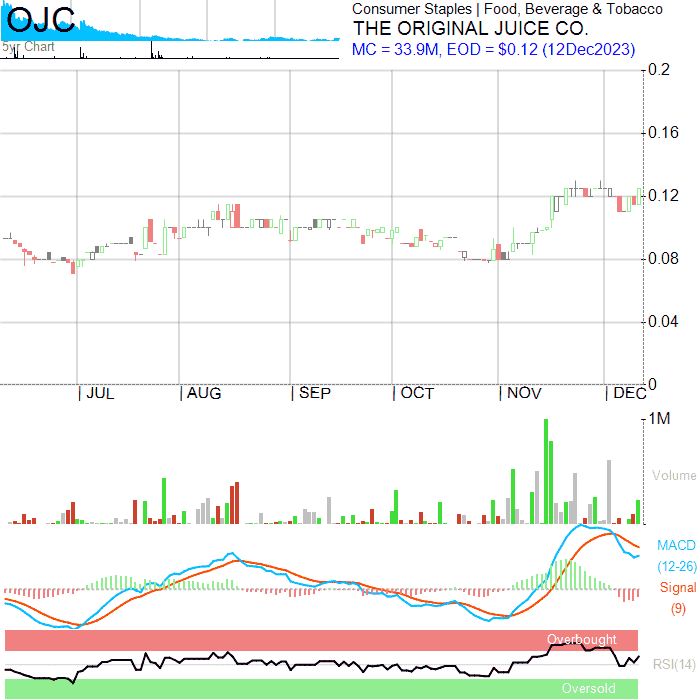 OJC
5yr Chart
Consumer Staples | Food, Beverage & Tobacco
THE ORIGINAL JUICE CO.
MC = 33.9M, EOD = $0.12 (12Dec2023)
0.2
0.16
0.12
0.08
0.04
0
| JUL | AUG | SEP | OCT | NOV | DEC
1M
Volume
MACD
(12-26)
Signal
(9)
Overbought
RSI(14)
Oversold